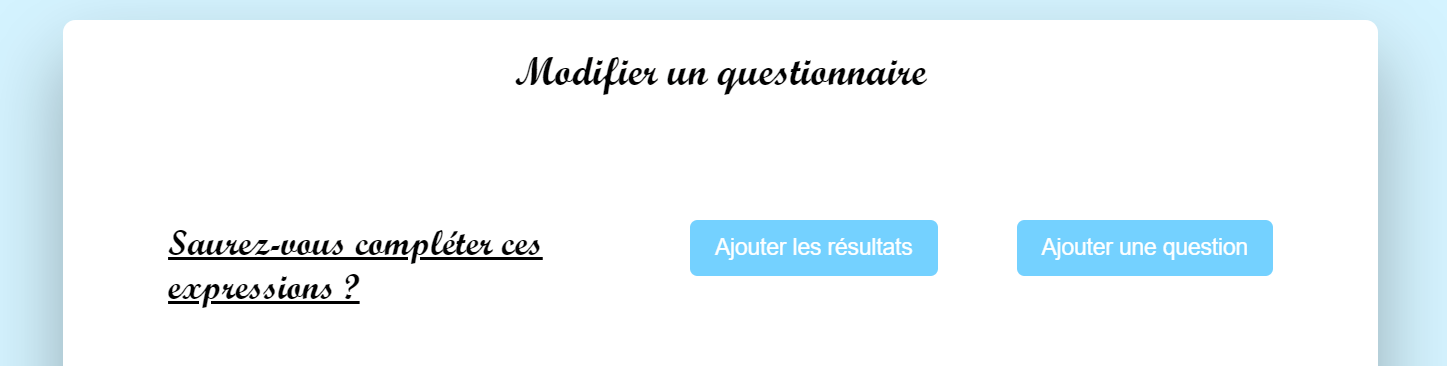 Modifier un questionnaire
Saurez-vous compléter ces
expressions ?
Ajouter les résultats
Ajouter une question